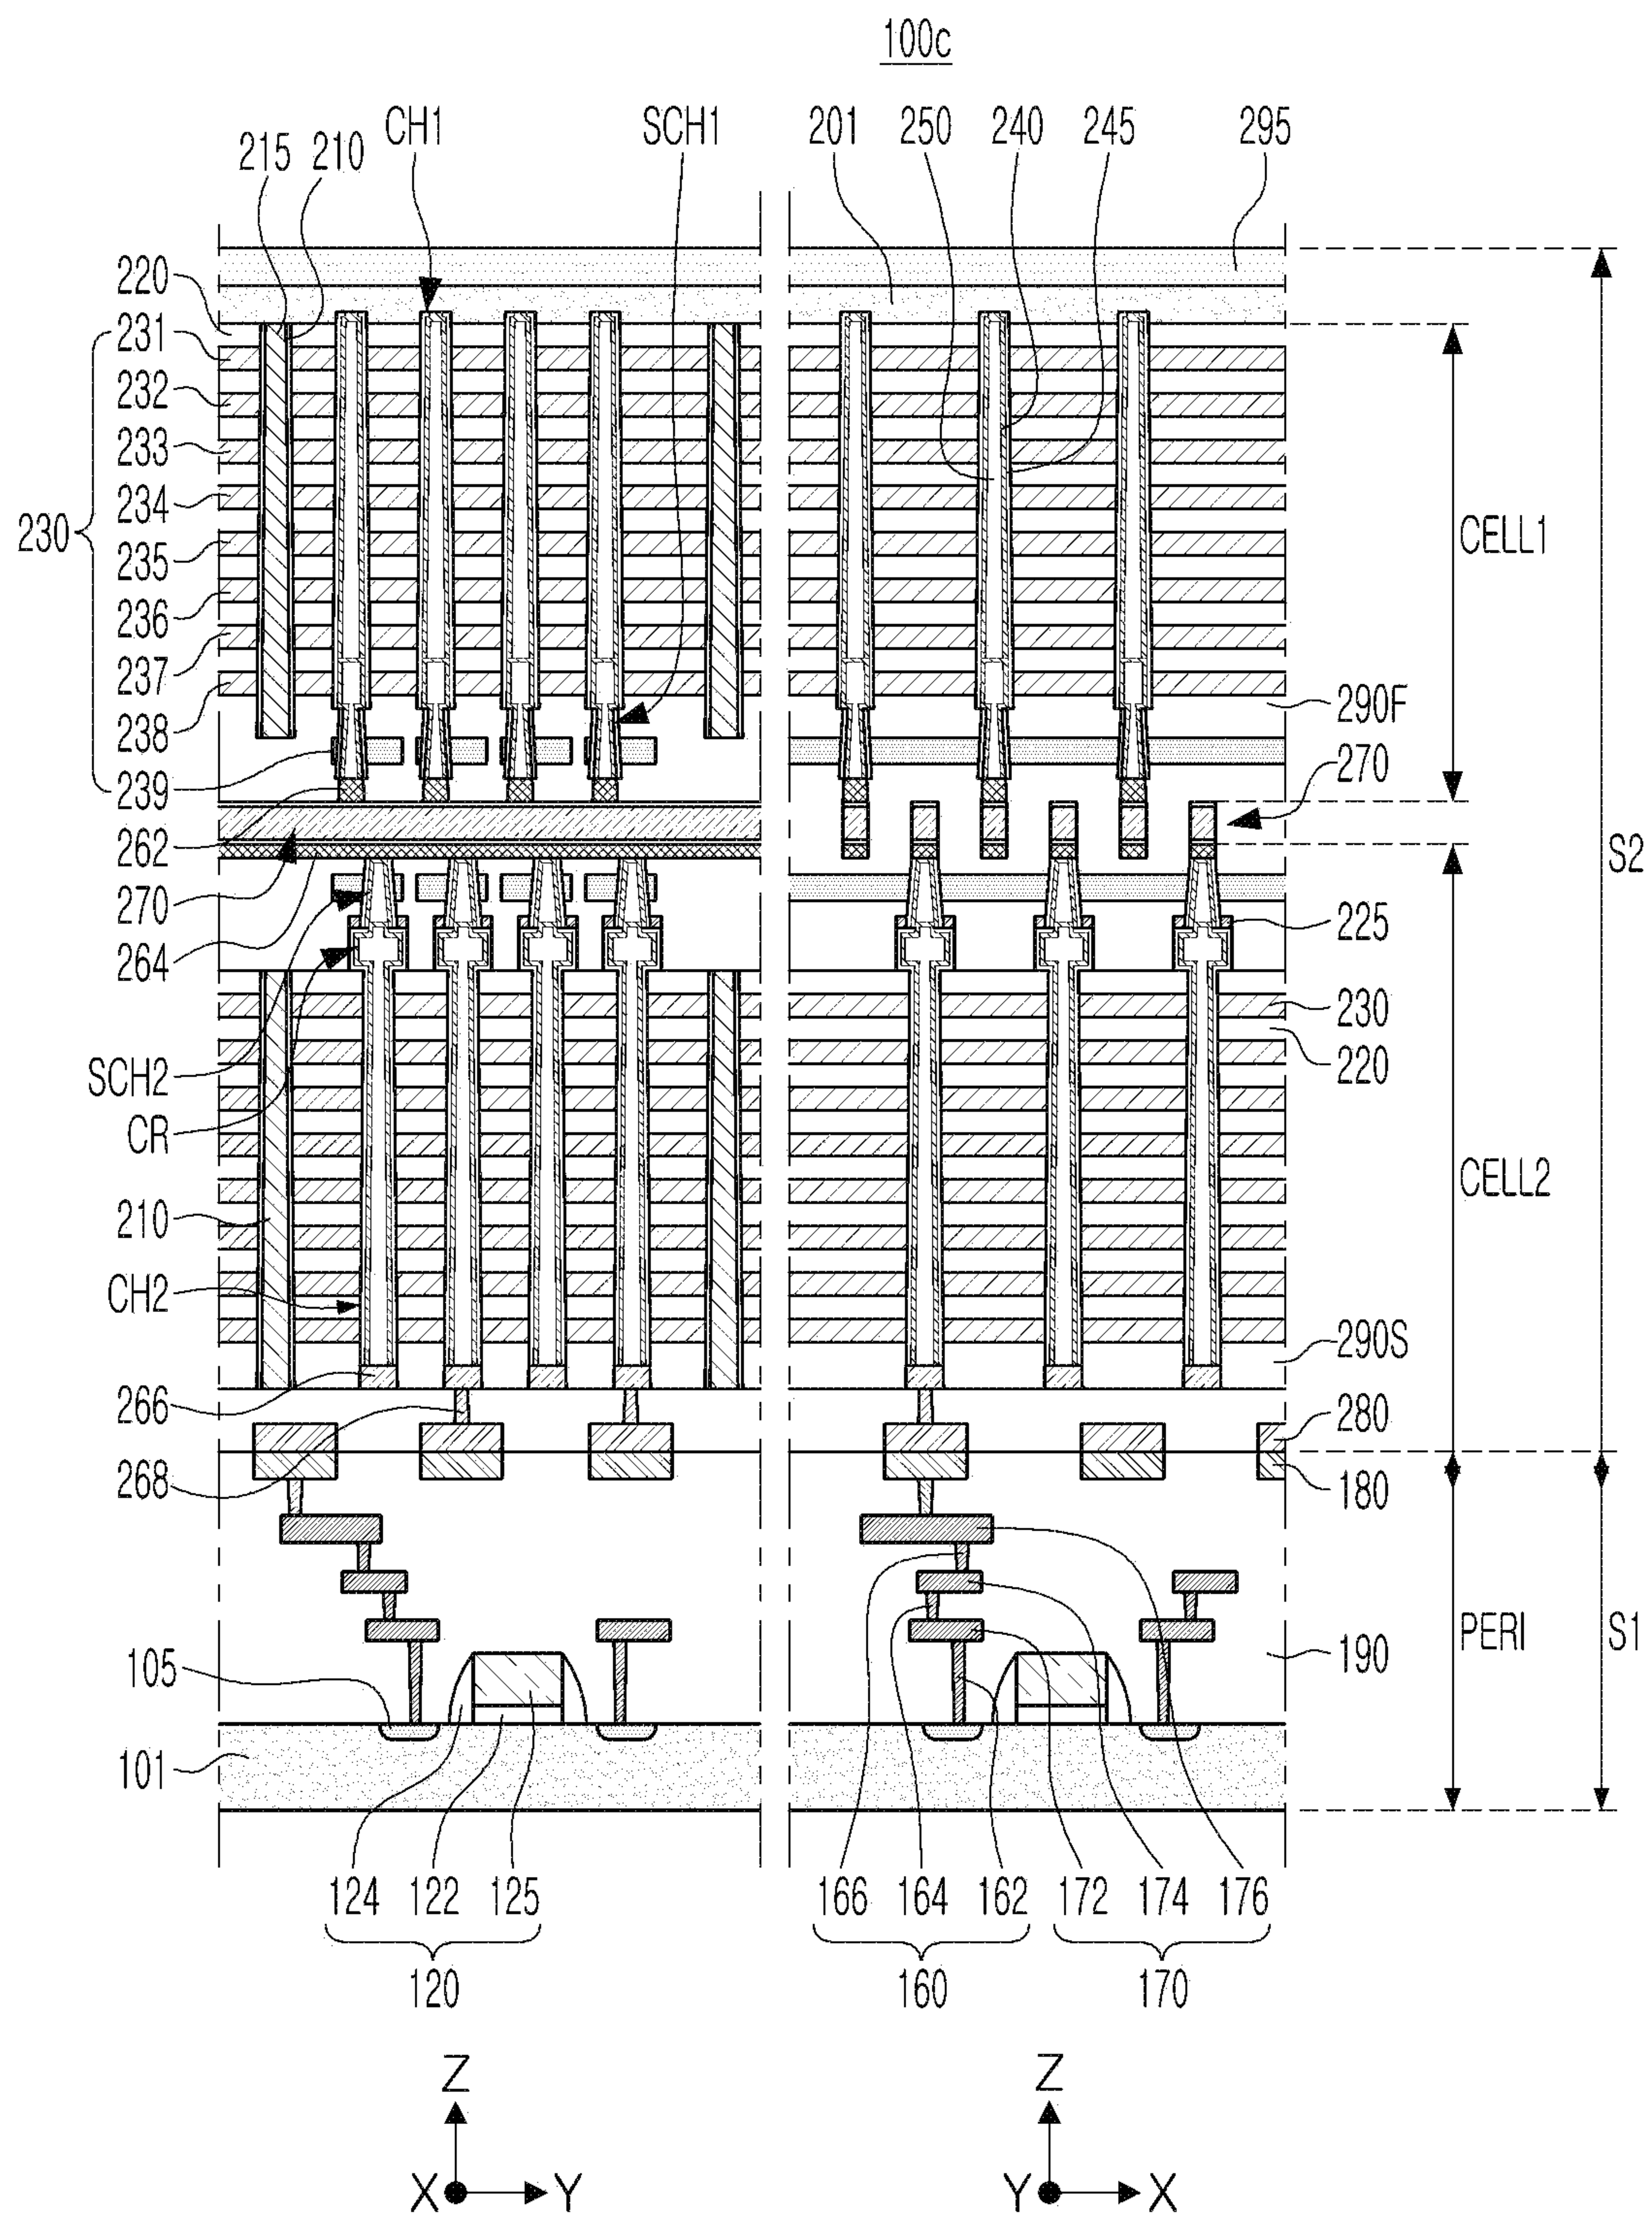 100c
CH1 SCH1 201 250 240 245 295
215 210
220
231
232
233
234
230 235 CELL1
236
237
238 290F
239 270
262 S2
270
264 225
230
SCH2 220
CR
210 CELL2
CH2 290S
266 280
268 180
PERI S1
105 190
101
124 122 125 166 164 162 172 174 176
120 160 170
Z Z
X Y Y X